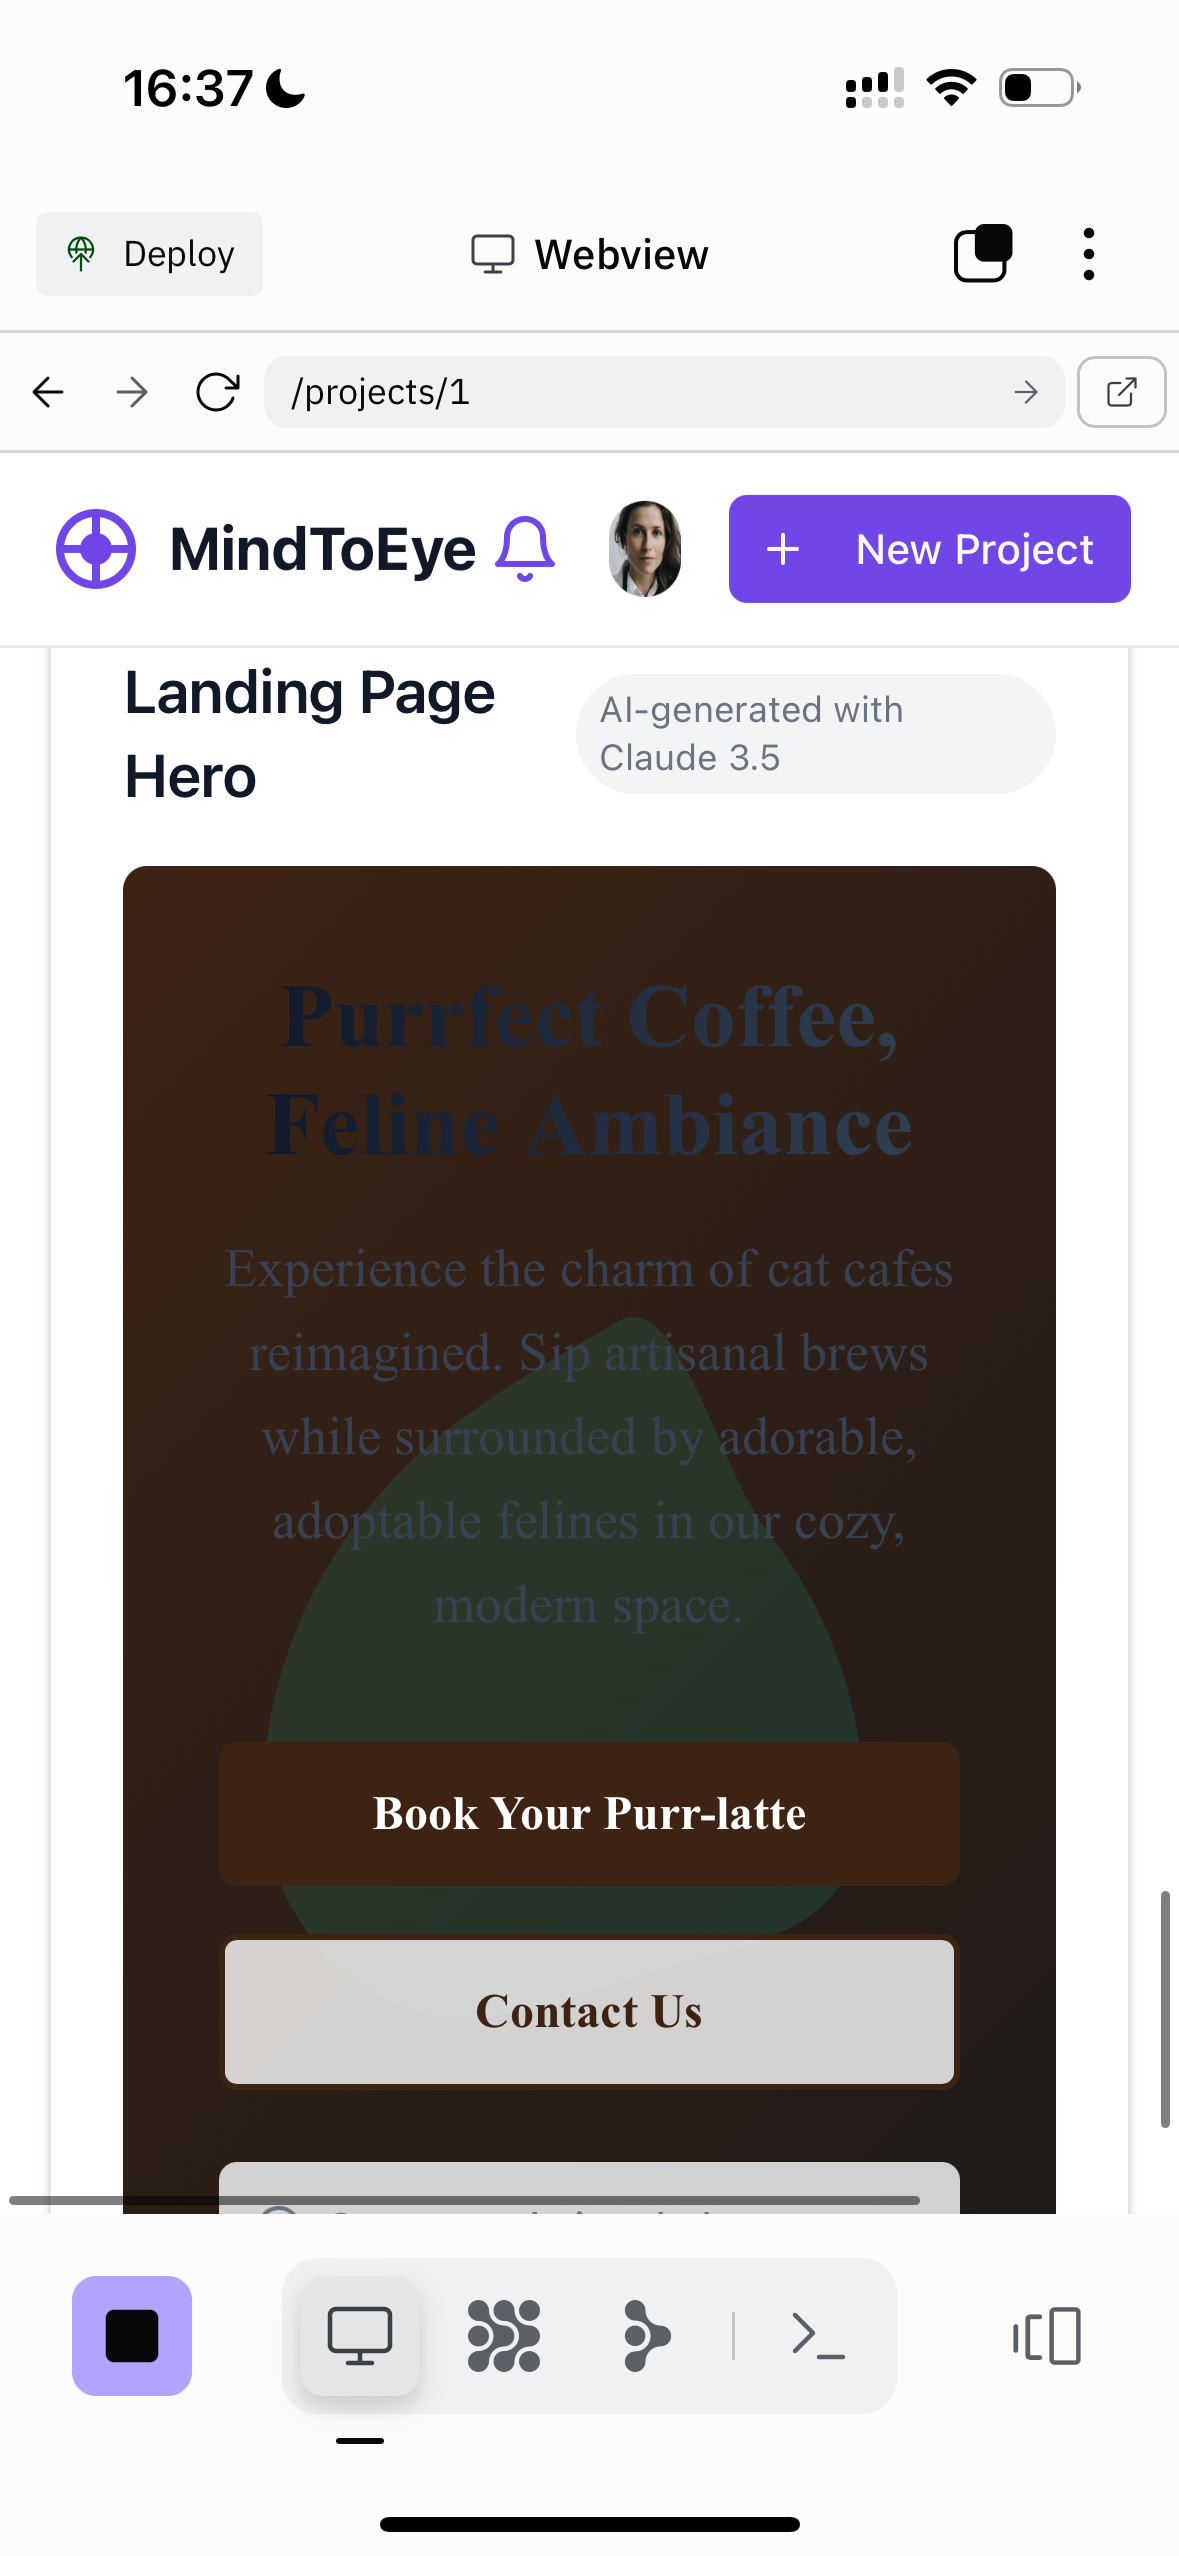 16:37
Deploy
Webview
/projects/1
MindToEye
New Project
Landing Page
Hero
AI-generated with
Claude 3.5
Purrfect Coffee,
Feline Ambiance
Experience the charm of cat cafes
reimagined. Sip artisanal brews
while surrounded by adorable,
adoptable felines in our cozy,
modern space.
Book Your Purr-latte
Contact Us